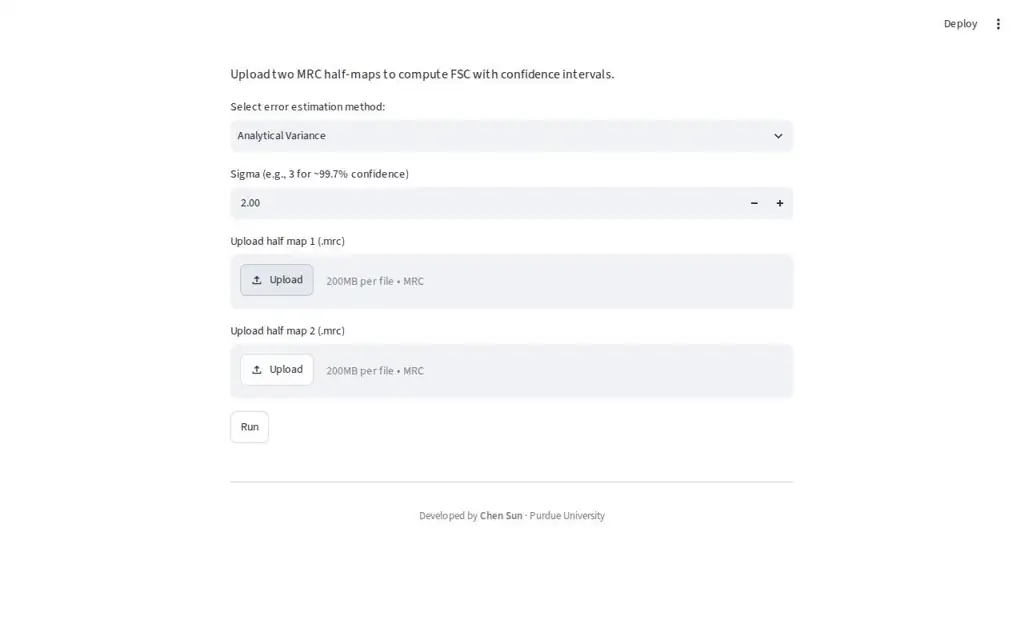 Deploy
Upload two MRC half-maps to compute FSC with confidence intervals.
Select error estimation method:
Analytical Variance
Sigma (e.g., 3 for ~99.7% confidence)
2.00
Upload half map 1 (.mrc)
Upload 200MB per file • MRC
Upload half map 2 (.mrc)
Upload 200MB per file • MRC
Run
Developed by Chen Sun · Purdue University